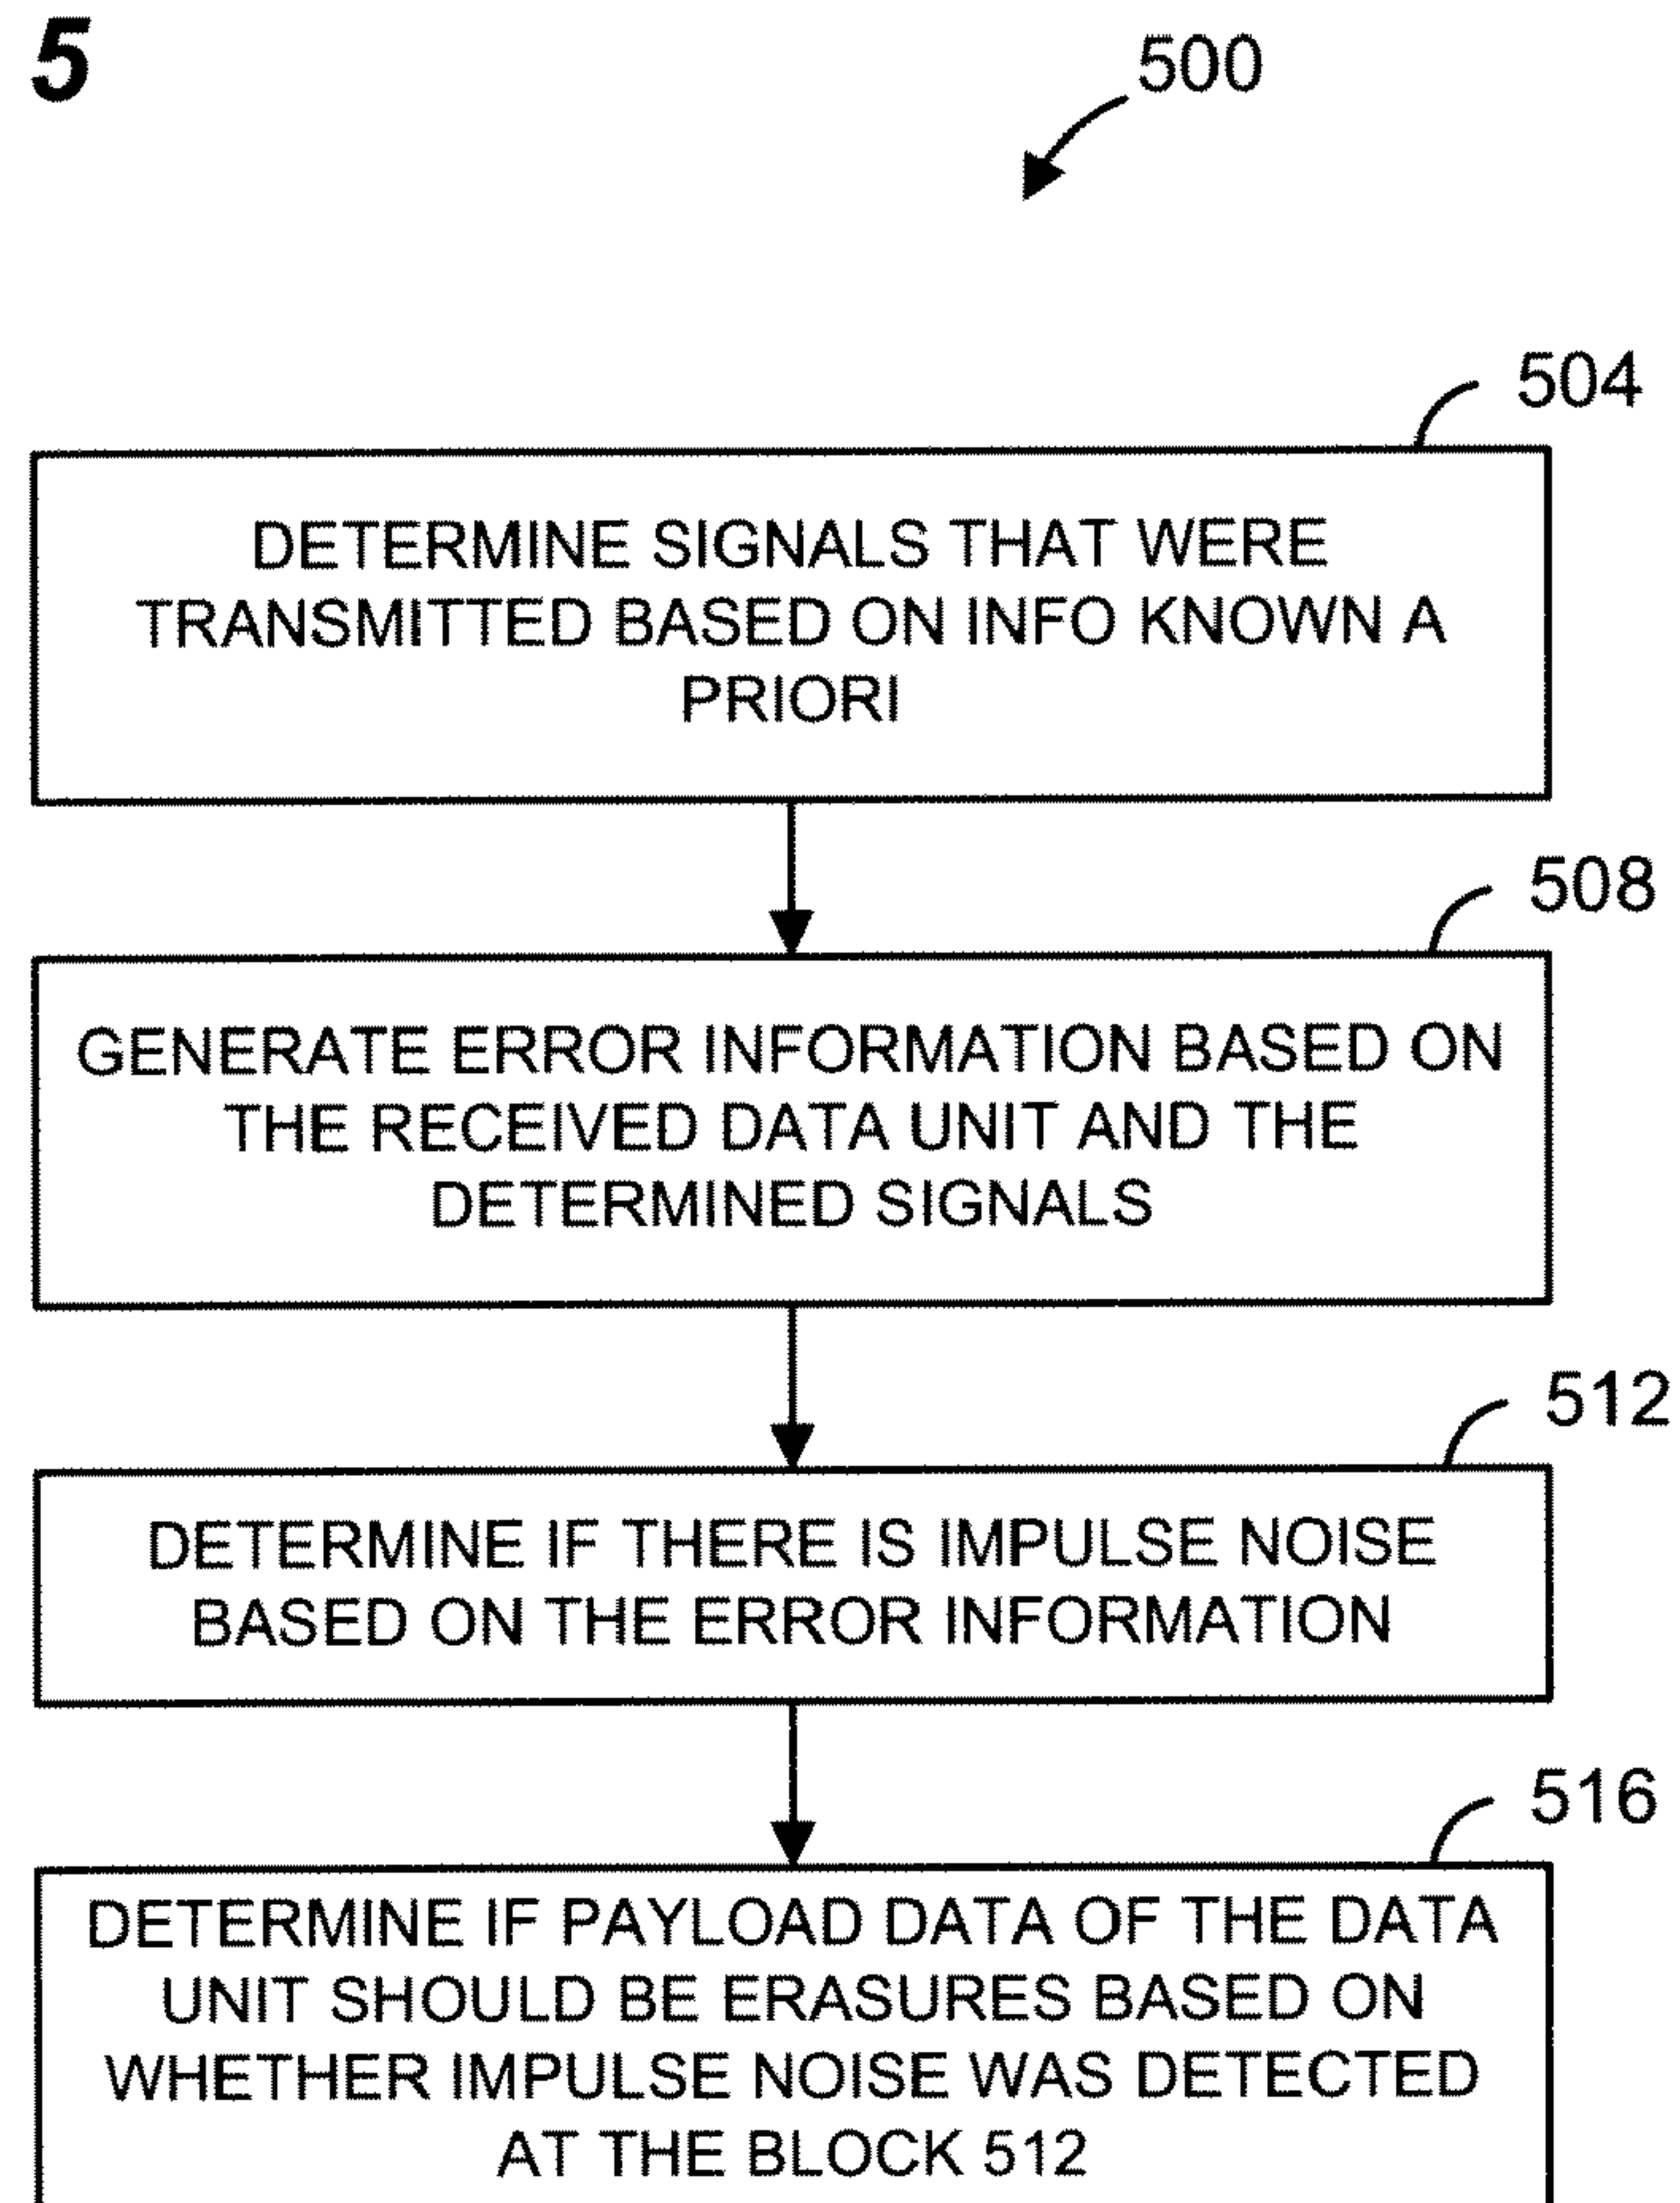 5
500
504
DETERMINE SIGNALS THAT WERE
TRANSMITTED BASED ON INFO KNOWN A
PRIORI
508
GENERATE ERROR INFORMATION BASED ON
THE RECEIVED DATA UNIT AND THE
DETERMINED SIGNALS
512
DETERMINE IF THERE IS IMPULSE NOISE
BASED ON THE ERROR INFORMATION
516
DETERMINE IF PAYLOAD DATA OF THE DATA
UNIT SHOULD BE ERASURES BASED ON
WHETHER IMPULSE NOISE WAS DETECTED
AT THE BLOCK 512